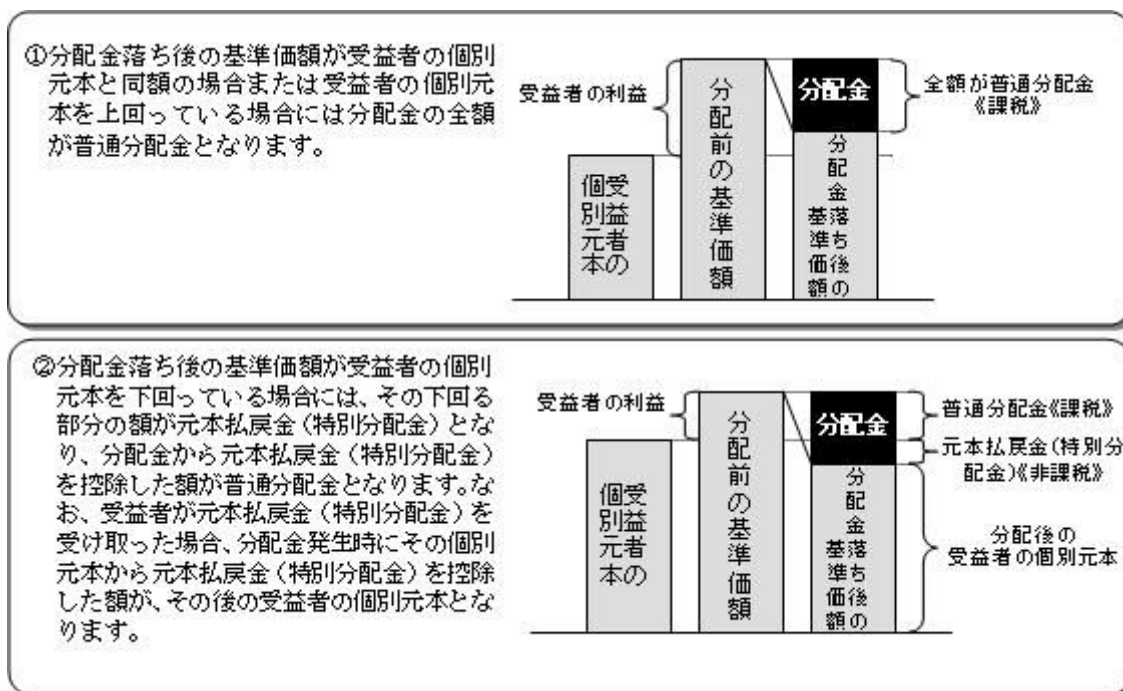 ①分配金落ち後の基準価額が受益者の個別
元本と同額の場合または受益者の個別元
本を上回っている場合には分配金の全額
が普通分配金となります。
受益者の利益
受益者の
個別元本
分配前の基準価額
分配金
分配金落ち後の
基準価額
全額が普通分配金
《課税》
②分配金落ち後の基準価額が受益者の個別
元本を下回っている場合には、その下回る
部分の額が元本払戻金(特別分配金)とな
り、分配金から元本払戻金(特別分配金)
を控除した額が普通分配金となります。な
お、受益者が元本払戻金(特別分配金)を
受け取った場合、分配金発生時にその個別
元本から元本払戻金(特別分配金)を控除
した額が、その後の受益者の個別元本とな
ります。
受益者の利益
受益者の
個別元本
分配前の基準価額
分配金
分配金落ち後の
基準価額
普通分配金《課税》
元本払戻金(特別分
配金)《非課税》
分配後の
受益者の個別元本